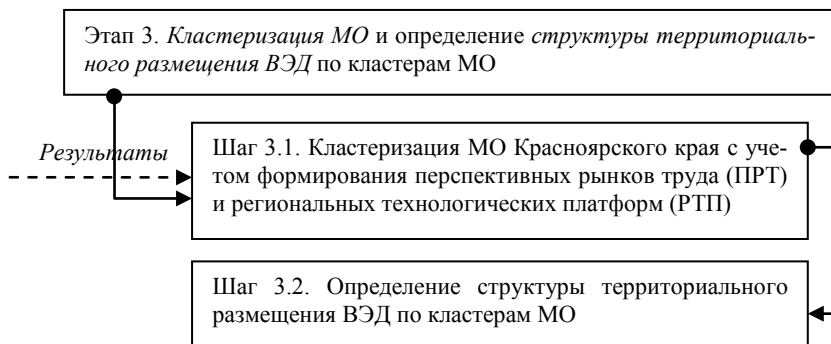 Этап 3. Кластеризация МО и определение структуры территориаль-
ного размещения ВЭД по кластерам МО
Результаты
Шаг 3.1. Кластеризация МО Красноярского края с уче-
том формирования перспективных рынков труда (ПРТ)
и региональных технологических платформ (РТП)
Шаг 3.2. Определение структуры территориального
размещения ВЭД по кластерам МО